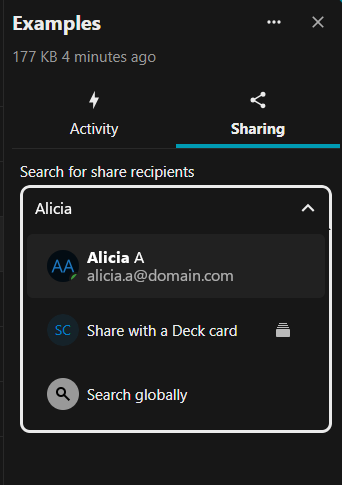 Examples
177 KB 4 minutes ago
Activity
Sharing
Search for share recipients
Alicia
AA
Alicia A
alicia.a@domain.com
SC
Share with a Deck card
Search globally